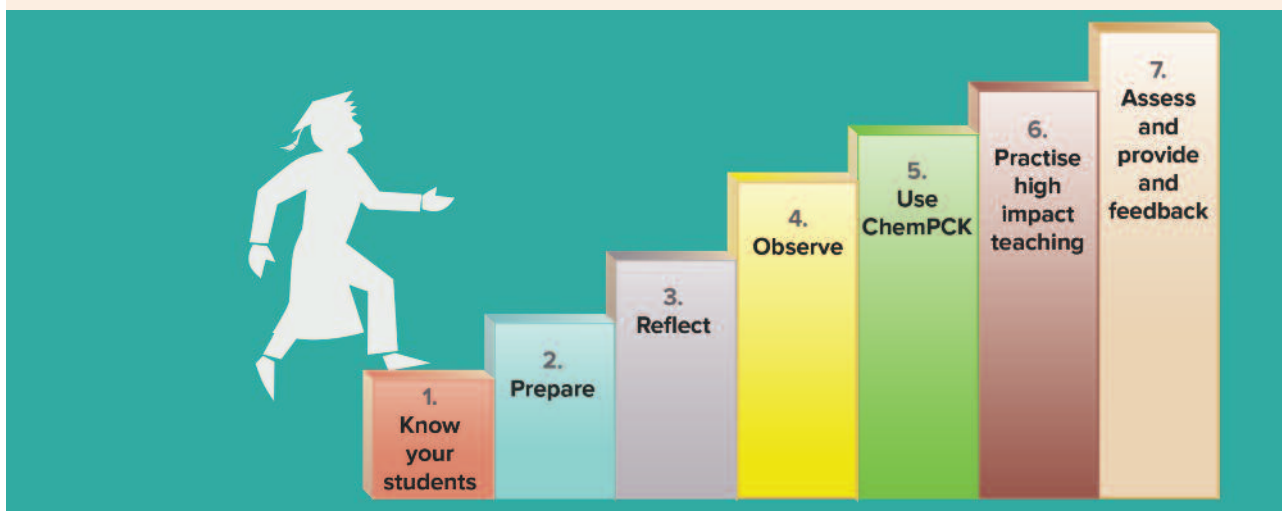 1.
Know
your
students
2.
Prepare
3.
Reflect
4.
Observe
5.
Use
ChemPCK
6.
Practise
high
impact
teaching
7.
Assess
and
provide
and
feedback